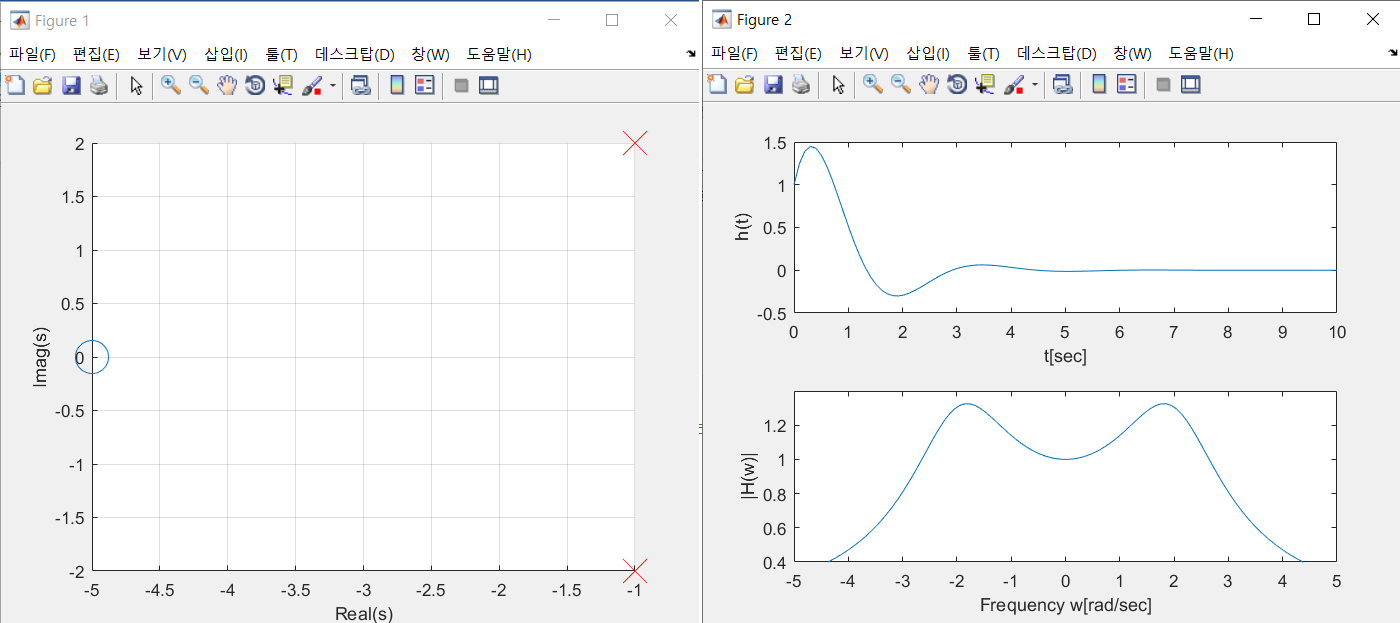 Figure 1
파일(F) 편집(E) 보기(V) 삽입(I) 툴(T) 데스크탑(D) 창(W) 도움말(H)
2
1.5
1
0.5
0
-0.5
-1
-1.5
-2
Imag(s)
-5 -4.5 -4 -3.5 -3 -2.5 -2 -1.5 -1
Real(s)
Figure 2
파일(F) 편집(E) 보기(V) 삽입(I) 툴(T) 데스크탑(D) 창(W) 도움말(H)
1.5
1
0.5
0
-0.5
h(t)
0 1 2 3 4 5 6 7 8 9 10
t[sec]
1.2
1
0.8
0.6
0.4
|H(w)|
-5 -4 -3 -2 -1 0 1 2 3 4 5
Frequency w[rad/sec]